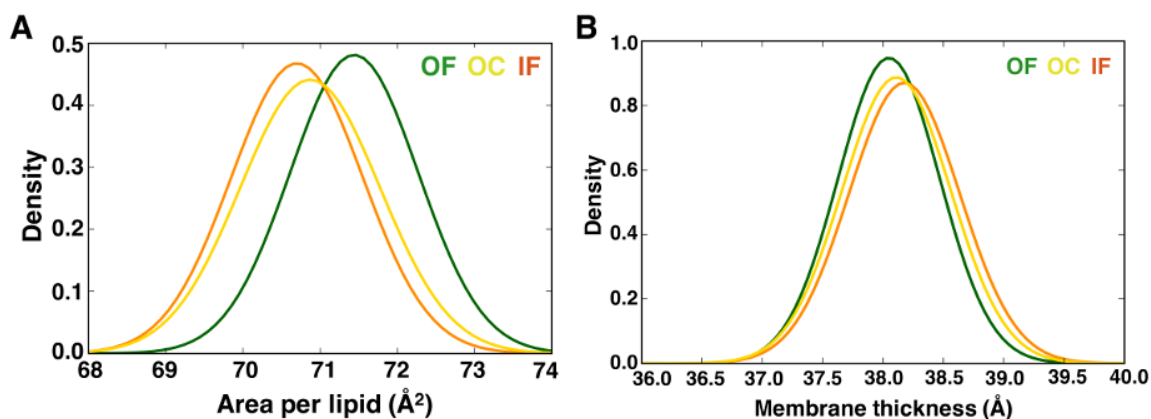 A
OF OC IF
Density
0.5
0.4
0.3
0.2
0.1
0.0
68 69 70 71 72 73 74
Area per lipid (Å²)
B
OF OC IF
Density
1.0
0.8
0.6
0.4
0.2
0.0
36.0 36.5 37.0 37.5 38.0 38.5 39.0 39.5 40.0
Membrane thickness (Å)